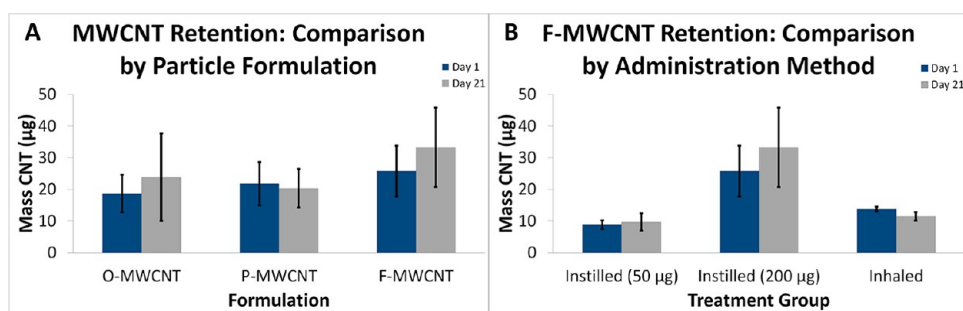 A MWCNT Retention: Comparison
by Particle Formulation
Day 1
Day 21
Mass CNT (µg)
50
40
30
20
10
0
O-MWCNT P-MWCNT F-MWCNT
Formulation
B F-MWCNT Retention: Comparison
by Administration Method
Day 1
Day 21
Mass CNT (µg)
50
40
30
20
10
0
Instilled (50 µg) Instilled (200 µg) Inhaled
Treatment Group